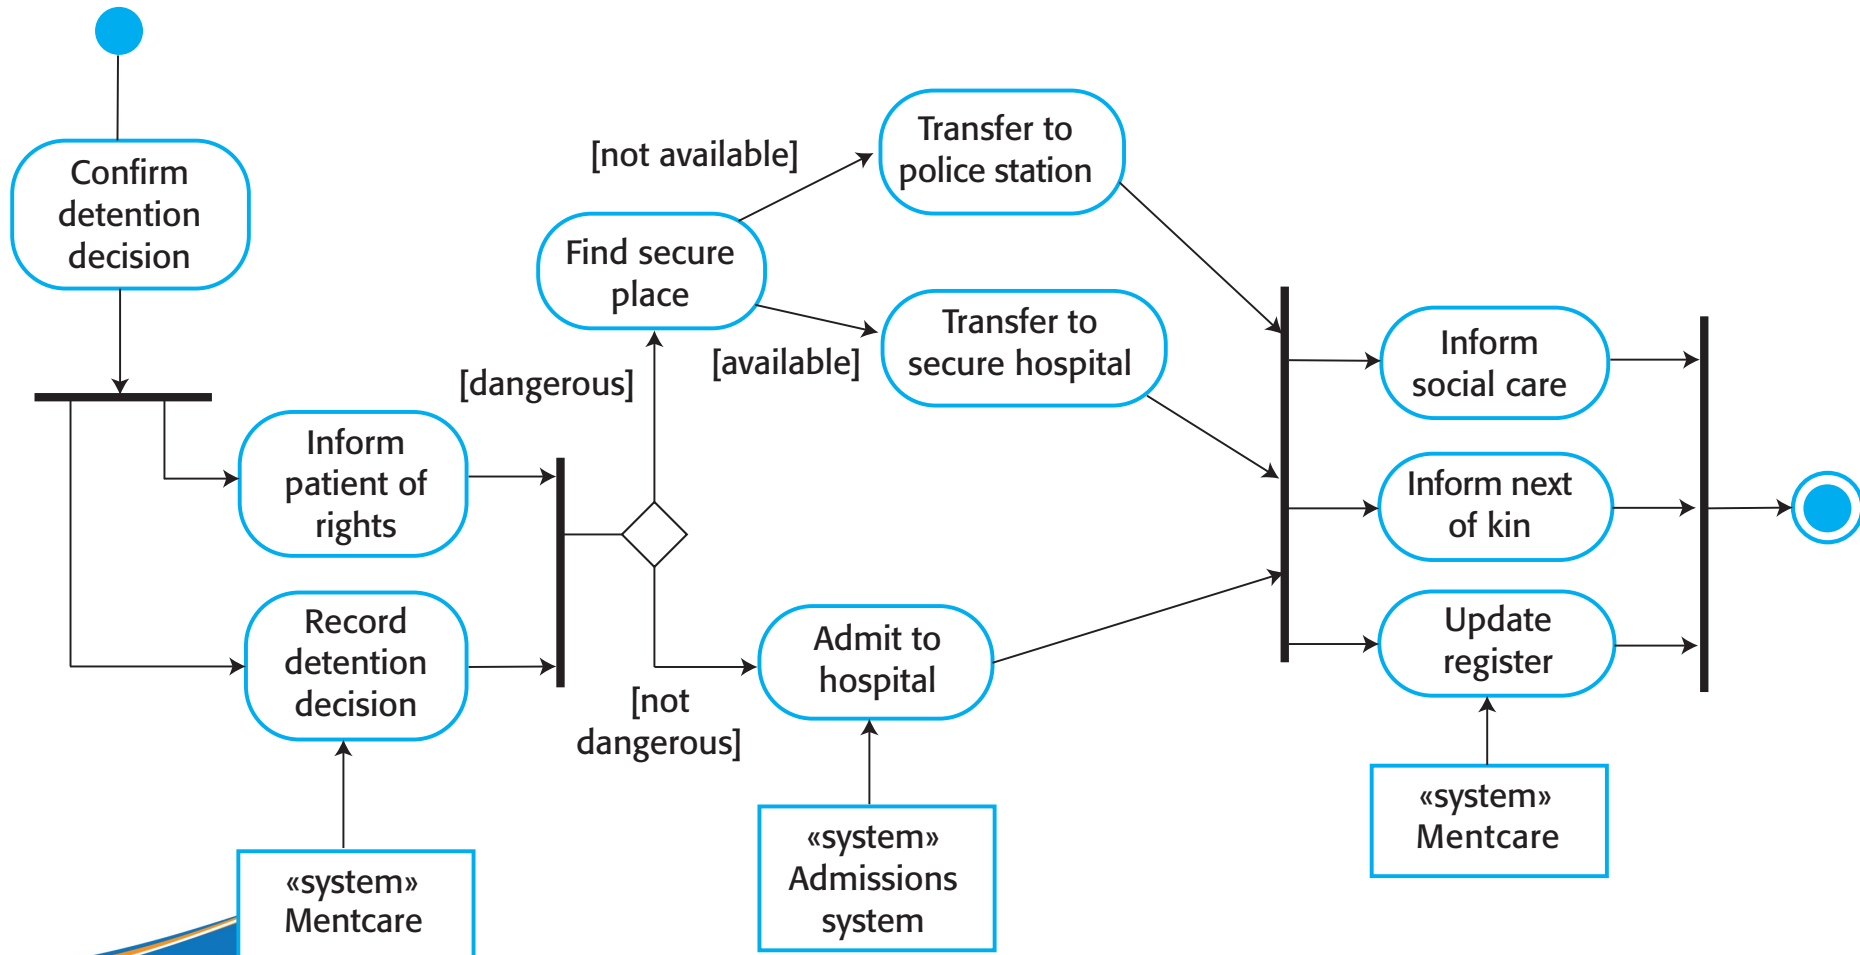 Confirm
detention
decision
Inform
patient of
rights
Record
detention
decision
«system»
Mentcare
[dangerous]
[not
dangerous]
Find secure
place
[not available]
[available]
Transfer to
police station
Transfer to
secure hospital
Admit to
hospital
«system»
Admissions
system
Inform
social care
Inform next
of kin
Update
register
«system»
Mentcare